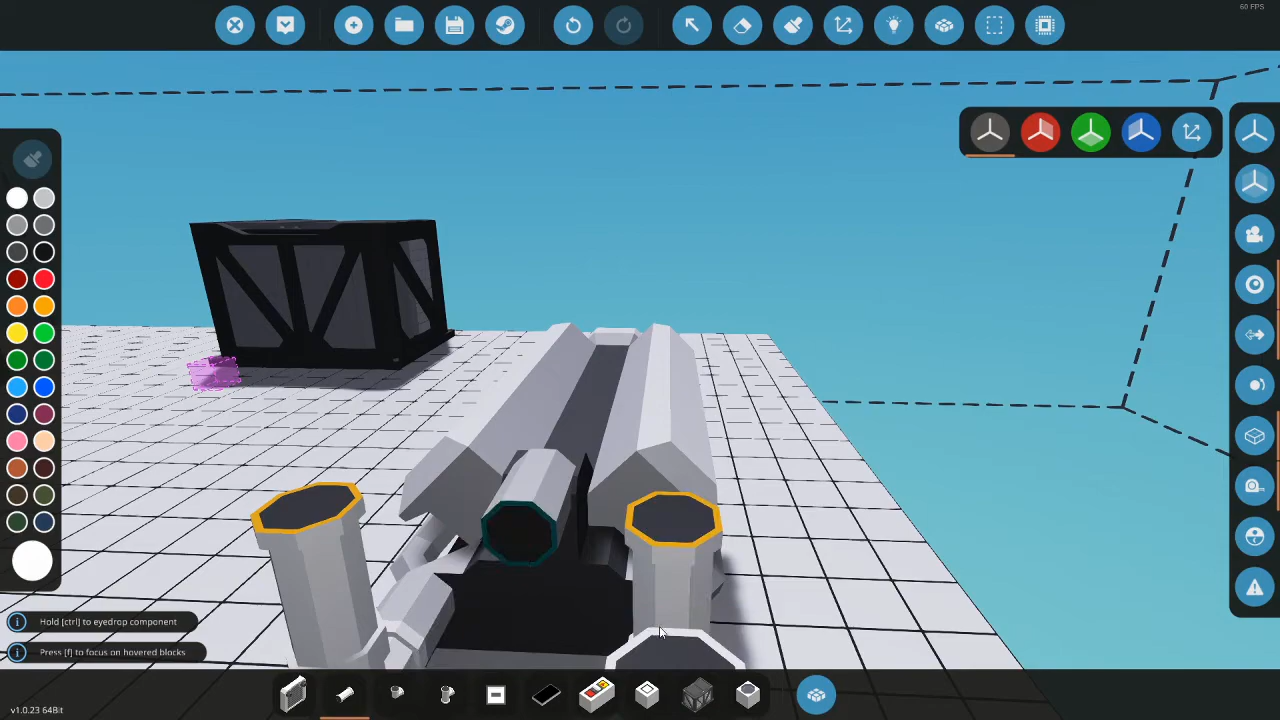 60 FPS
Hold [ctrl] to eyedrop component
Press [f] to focus on hovered blocks
v1.0.23 64Bit